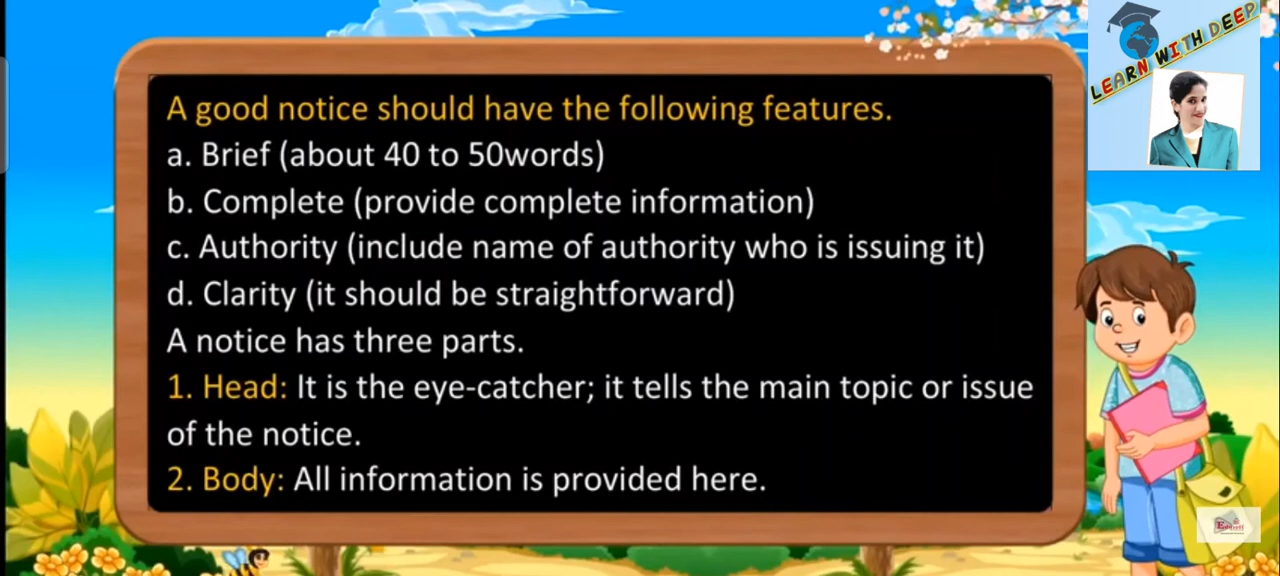 A good notice should have the following features.
a. Brief (about 40 to 50words)
b. Complete (provide complete information)
c. Authority (include name of authority who is issuing it)
d. Clarity (it should be straightforward)
A notice has three parts.
1. Head: It is the eye-catcher; it tells the main topic or issue
of the notice.
2. Body: All information is provided here.
LEARN WITH DEEP